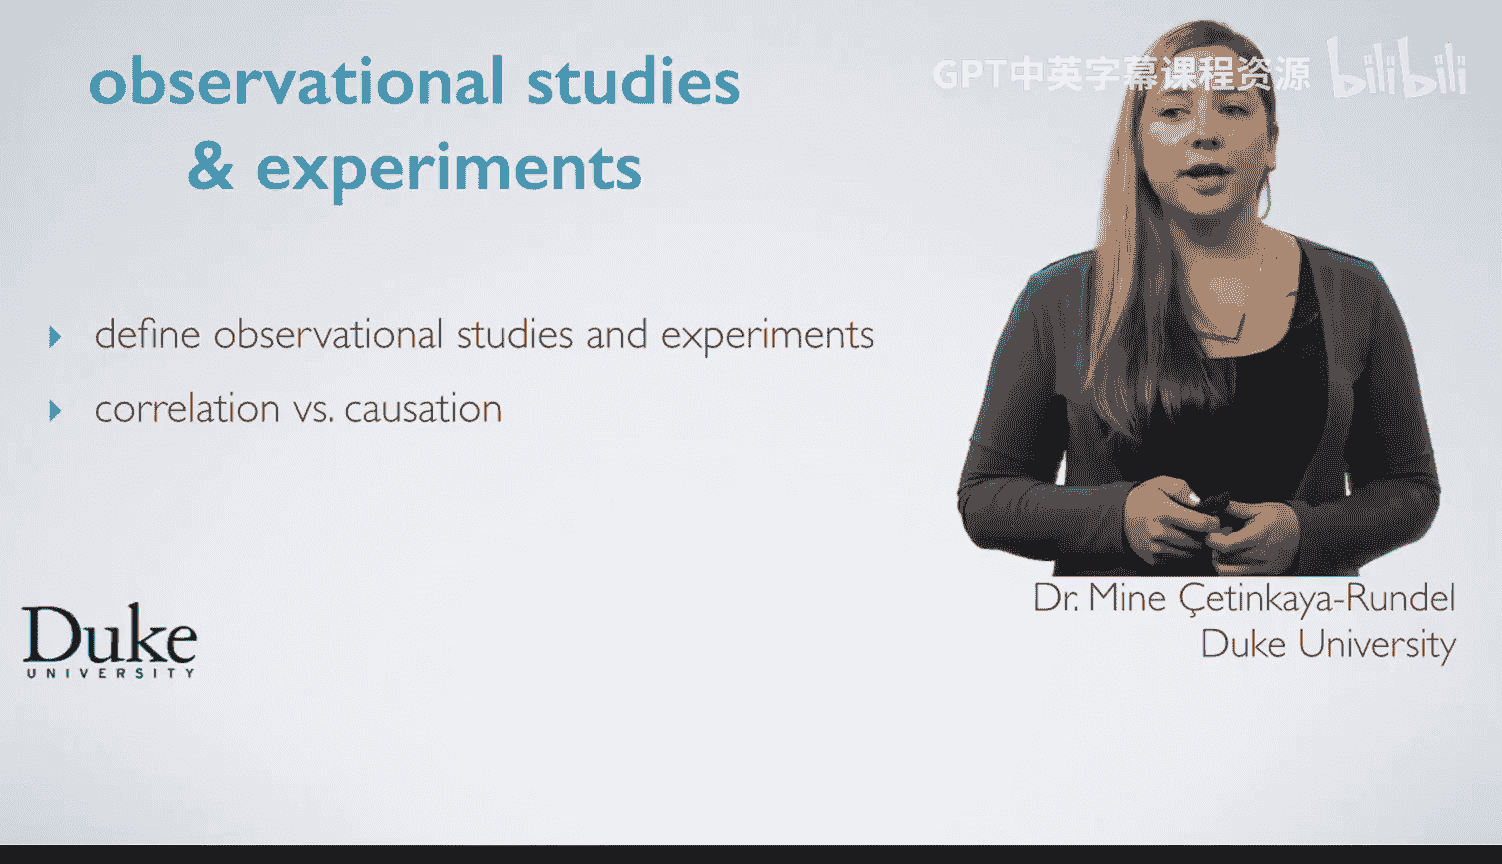 observational studies
& experiments
GPT中英字幕课程资源 bilibili
define observational studies and experiments
correlation vs. causation
Dr. Mine Çetinkaya-Rundel
Duke University
Duke
UNIVERSITY